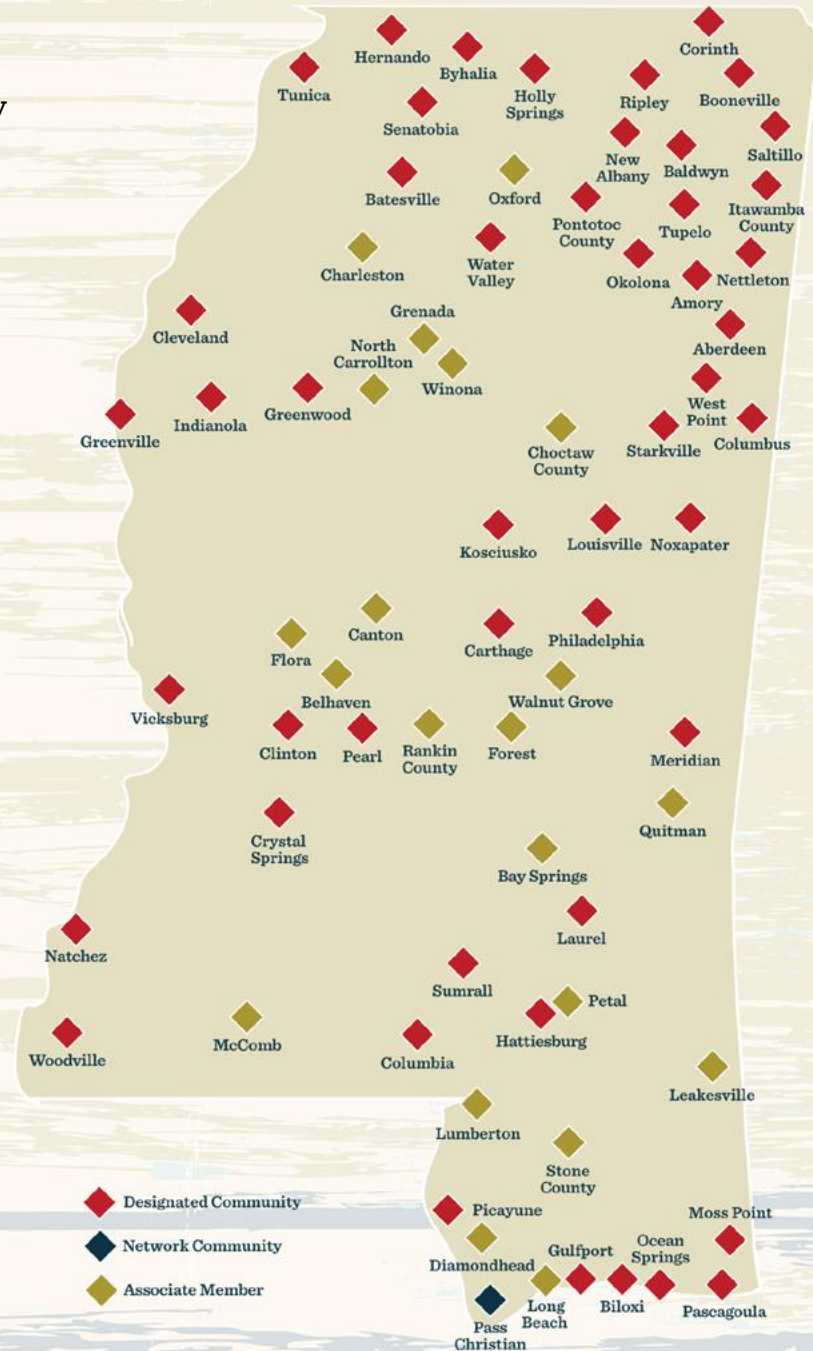 y
Corinth
Hernando
Byhalia
Tunica
Holly
Springs
Ripley
Booneville
Senatobia
New
Albany
Baldwyn
Saltillo
Batesville
Oxford
Pontotoc
County
Tupelo
Itawamba
County
Charleston
Water
Valley
Okolona
Nettleton
Amory
Grenada
Cleveland
North
Carrollton
Winona
Aberdeen
Greenville
Indianola
Greenwood
West
Point
Columbus
Choctaw
County
Starkville
Kosciusko
Louisville
Noxapater
Canton
Flora
Carthage
Philadelphia
Belhaven
Walnut Grove
Vicksburg
Clinton
Pearl
Rankin
County
Forest
Meridian
Crystal
Springs
Quitman
Bay Springs
Laurel
Natchez
Sumrall
Petal
Hattiesburg
Woodville
McComb
Columbia
Leakesville
Lumberton
Stone
County
Designated Community
Network Community
Associate Member
Picayune
Moss Point
Diamondhead
Gulfport
Ocean
Springs
Long
Beach
Biloxi
Pascagoula
Pass
Christian